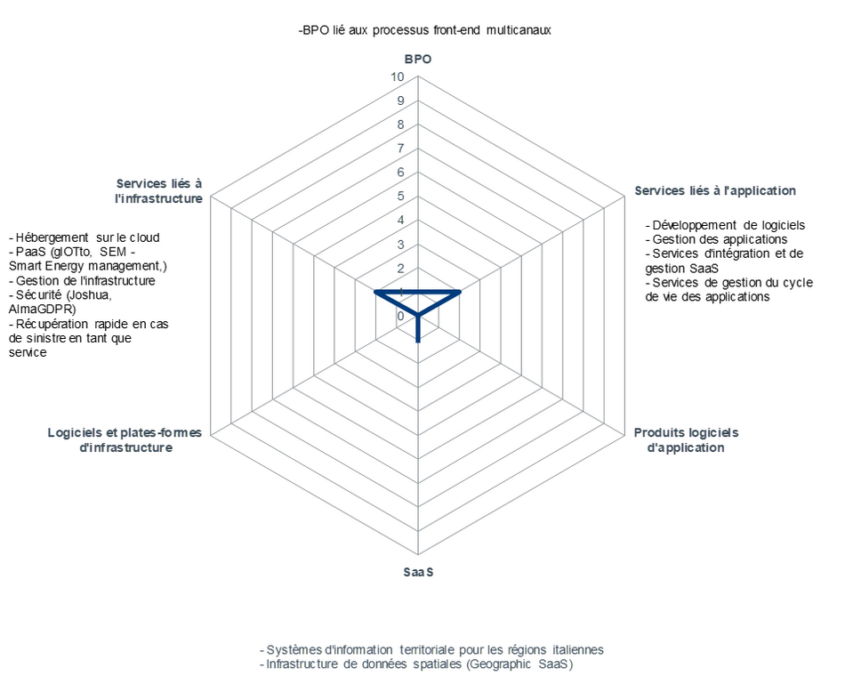 -BPO lié aux processus front-end multicanaux
BPO
10
9
8
7
6
5
4
3
2
1
0
Services liés à
l'infrastructure
- Hébergement sur le cloud
- PaaS (gIOTto, SEM -
Smart Energy management,)
- Gestion de l'infrastructure
- Sécurité (Joshua,
AlmaGDPR)
- Récupération rapide en cas
de sinistre en tant que
service
Services liés à l'application
- Développement de logiciels
- Gestion des applications
- Services d'intégration et de
gestion SaaS
- Services de gestion du cycle
de vie des applications
Logiciels et plates-formes
d'infrastructure
Produits logiciels
d'application
SaaS
- Systèmes d'information territoriale pour les régions italiennes
- Infrastructure de données spatiales (Geographic SaaS)